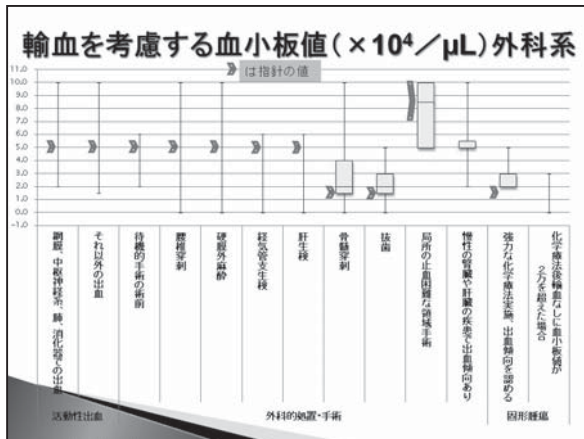 輸血を考慮する血小板値(×10⁴/μL)外科系
は指針の値
11.0
10.0
9.0
8.0
7.0
6.0
5.0
4.0
3.0
2.0
1.0
0.0
-1.0
網膜、中枢神経系、肺、消化器での出血
それ以外の出血
待機的手術の術前
腰椎穿刺
硬膜外麻酔
経気管支生検
肝生検
骨髄穿刺
抜歯
局所の止血困難な領域手術
慢性の腎臓や肝臓の疾患で出血傾向あり
強力な化学療法実施、出血傾向を認める
化学療法後輸血なしに血小板値が
2万を超えた場合
活動性出血
外科的処置・手術
固形腫瘍